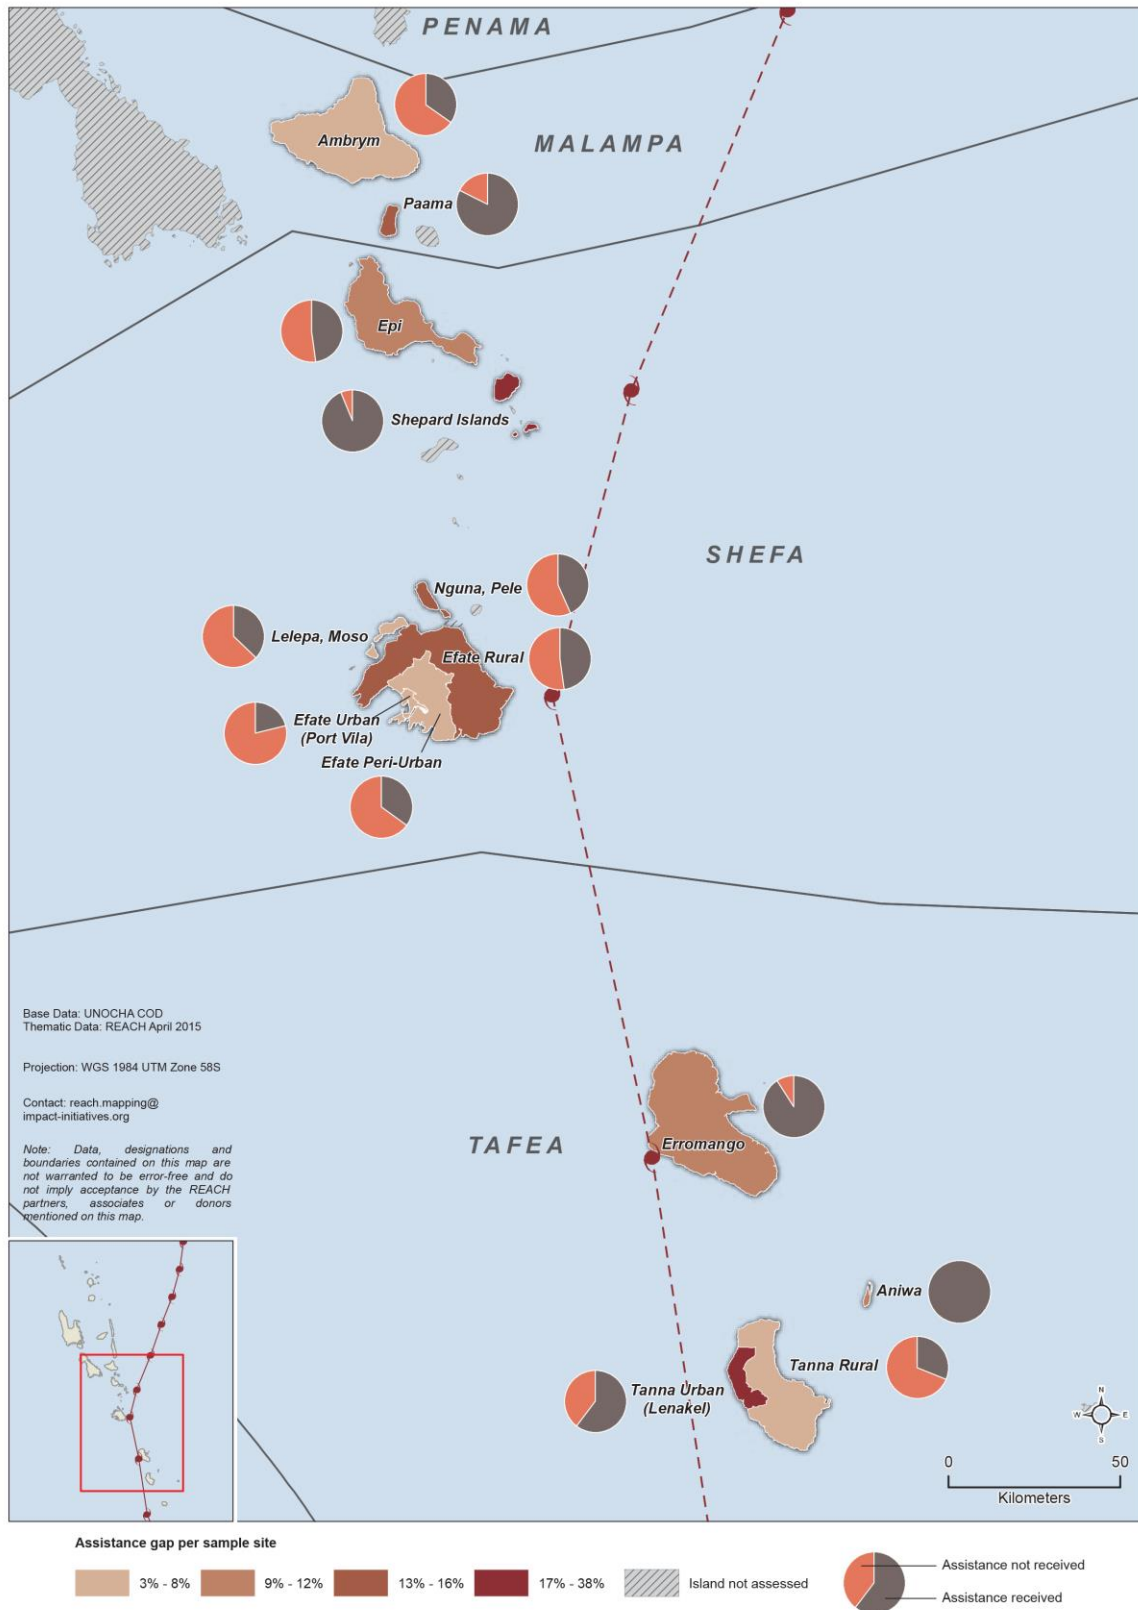 PENAMA
Ambrym
MALAMPA
Paama
Epi
Shepard Islands
SHEFA
Nguna, Pele
Lelepa, Moso
Efate Rural
Efate Urban
(Port Vila)
Efate Peri-Urban
Base Data: UNOCHA COD
Thematic Data: REACH April 2015
Projection: WGS 1984 UTM Zone 58S
Contact: reach.mapping@
impact-initiatives.org
Note: Data, designations and
boundaries contained on this map are
not warranted to be error-free and do
not imply acceptance by the REACH
partners, associates or donors
mentioned on this map.
TAFEA
Erromango
Aniwa
Tanna Rural
Tanna Urban
(Lenakel)
N
W E
S
0 50
Kilometers
Assistance gap per sample site
3% - 8%
9% - 12%
13% - 16%
17% - 38%
Island not assessed
Assistance not received
Assistance received